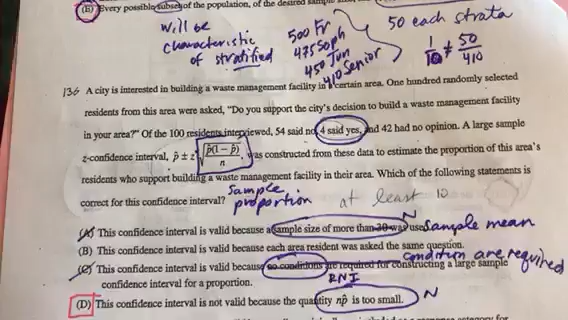 (E) Every possible subset of the population, of the desired sample
will be
characteristic
of stratified
500 Fr
475 Soph
450 Jun
410 Senior
50 each strata
1/10 ≠ 50/410
136 A city is interested in building a waste management facility in a certain area. One hundred randomly selected
residents from this area were asked, "Do you support the city's decision to build a waste management facility
in your area?" Of the 100 residents interviewed, 54 said no, 4 said yes, and 42 had no opinion. A large sample
z-confidence interval, p̂ ± z √(p̂(1 − p̂)/n), was constructed from these data to estimate the proportion of this area's
residents who support building a waste management facility in their area. Which of the following statements is
correct for this confidence interval?
Sample
proportion
at least 10
N
(A) This confidence interval is valid because a sample size of more than 30 was used.
Sample mean
(B) This confidence interval is valid because each area resident was asked the same question.
condition are required
(C) This confidence interval is valid because no conditions are required for constructing a large sample
confidence interval for a proportion.
RNI
(D) This confidence interval is not valid because the quantity np̂ is too small.
N